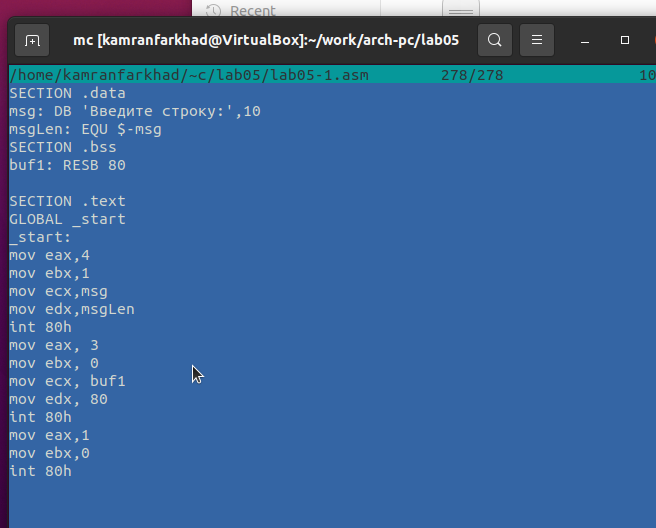 Recent
mc [kamranfarkhad@VirtualBox]:~/work/arch-pc/lab05
/home/kamranfarkhad/~c/lab05/lab05-1.asm 278/278 10
SECTION .data
msg: DB 'Введите строку:',10
msgLen: EQU $-msg
SECTION .bss
buf1: RESB 80
SECTION .text
GLOBAL _start
_start:
mov eax,4
mov ebx,1
mov ecx,msg
mov edx,msgLen
int 80h
mov eax, 3
mov ebx, 0
mov ecx, buf1
mov edx, 80
int 80h
mov eax,1
mov ebx,0
int 80h